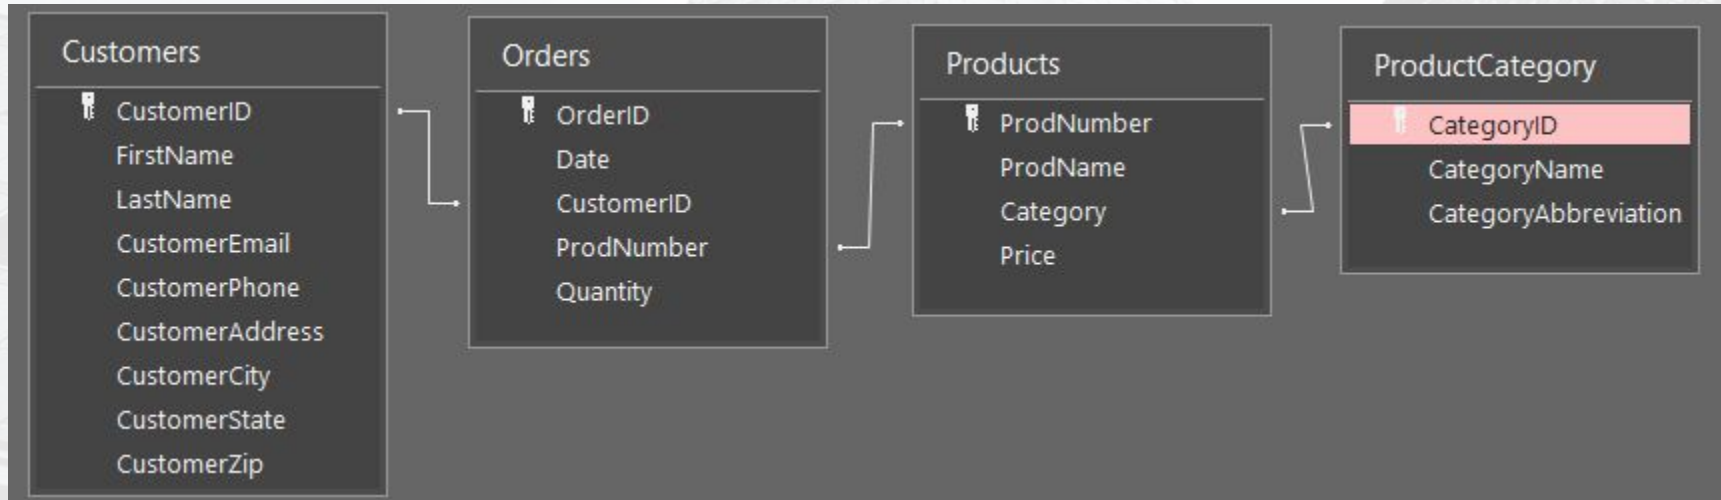 Customers
CustomerID
FirstName
LastName
CustomerEmail
CustomerPhone
CustomerAddress
CustomerCity
CustomerState
CustomerZip
Orders
OrderID
Date
CustomerID
ProdNumber
Quantity
Products
ProdNumber
ProdName
Category
Price
ProductCategory
CategoryID
CategoryName
CategoryAbbreviation